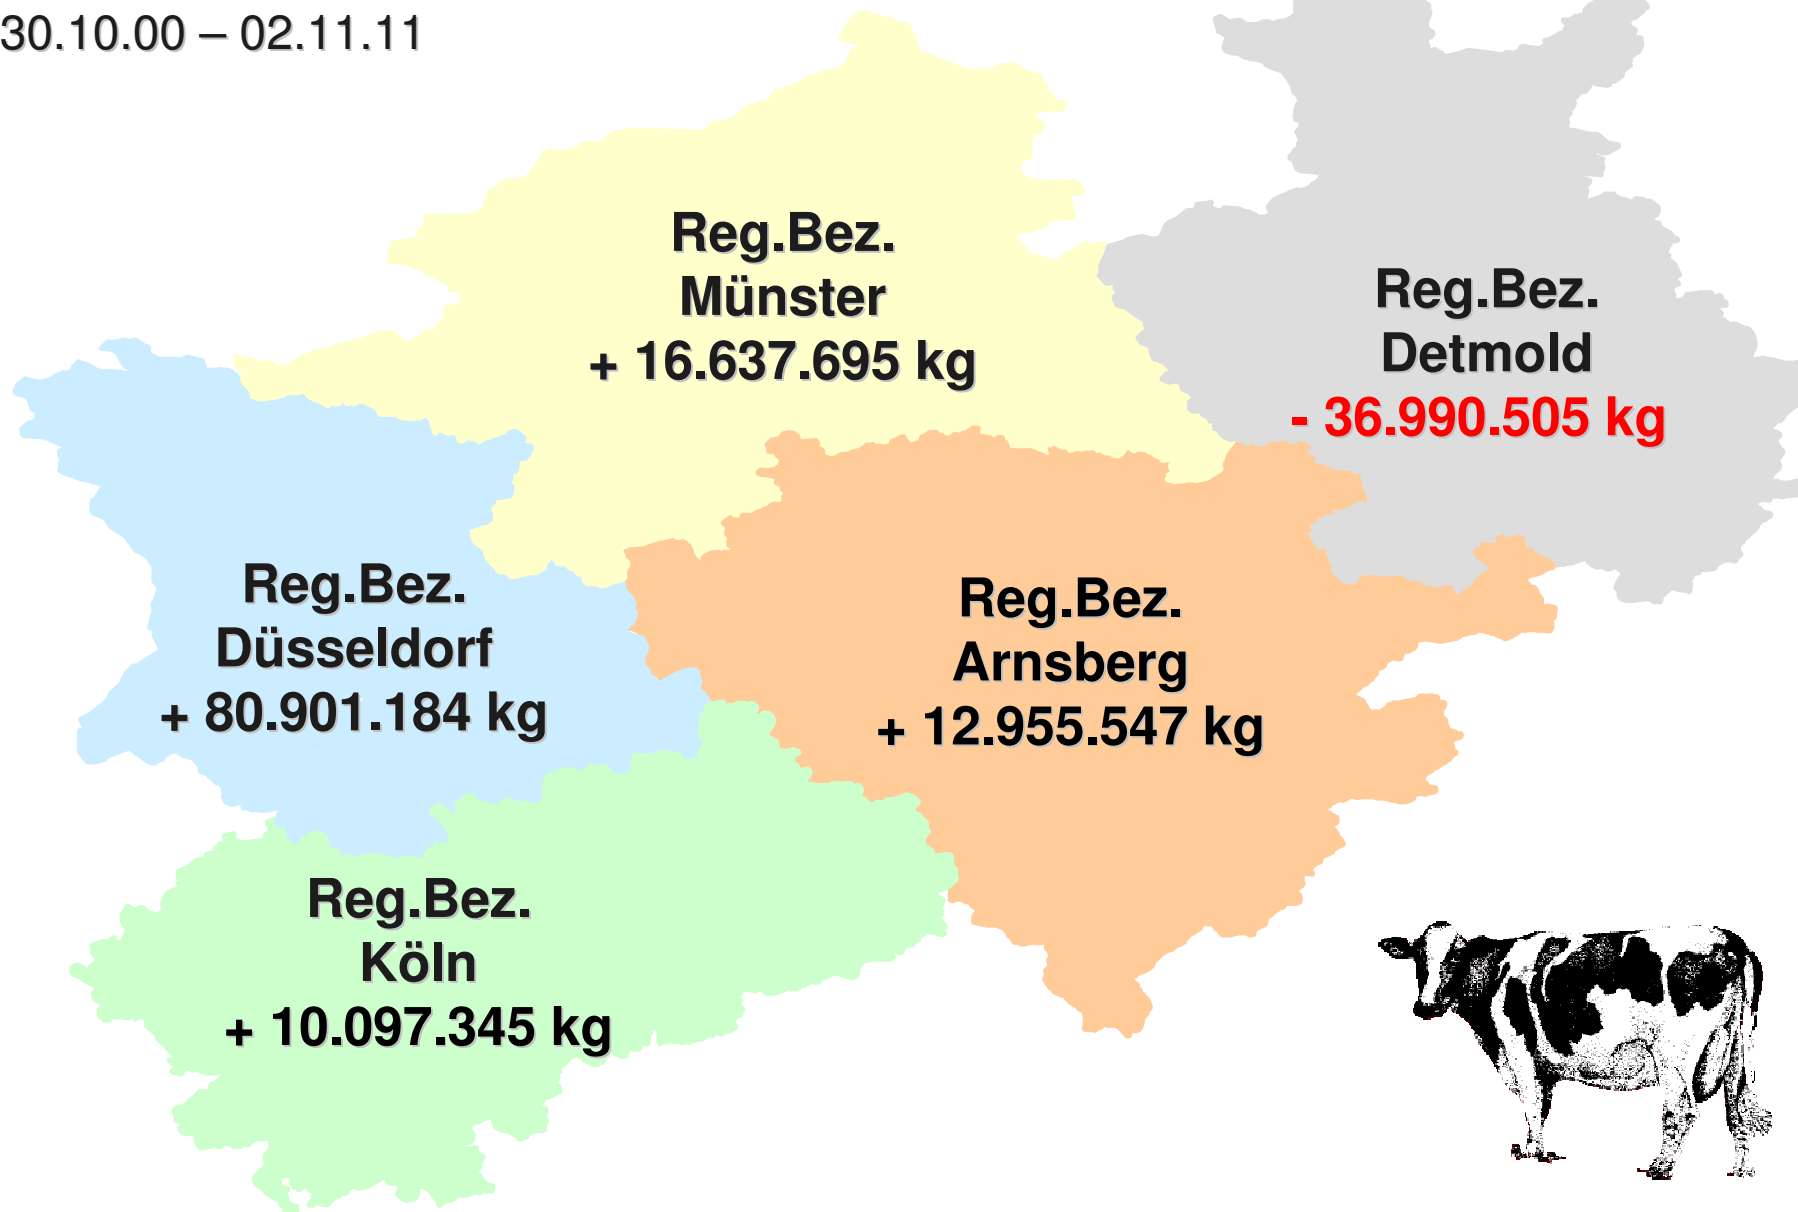 30.10.00 – 02.11.11
Reg.Bez.
Münster
+ 16.637.695 kg
Reg.Bez.
Detmold
- 36.990.505 kg
Reg.Bez.
Düsseldorf
+ 80.901.184 kg
Reg.Bez.
Arnsberg
+ 12.955.547 kg
Reg.Bez.
Köln
+ 10.097.345 kg